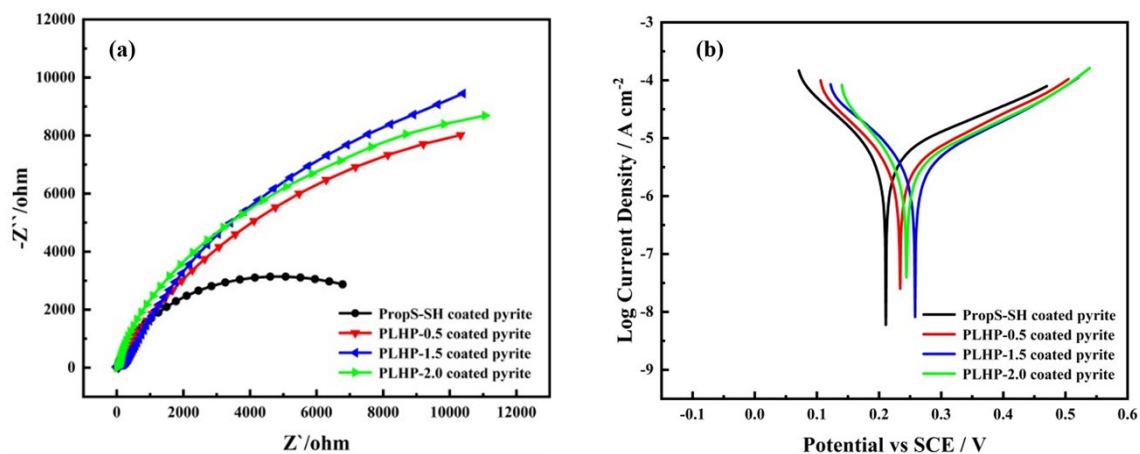 (a)
12000
10000
8000
6000
4000
2000
0
-Z``/ohm
0 2000 4000 6000 8000 10000 12000
Z`/ohm
PropS-SH coated pyrite
PLHP-0.5 coated pyrite
PLHP-1.5 coated pyrite
PLHP-2.0 coated pyrite
(b)
-3
-4
-5
-6
-7
-8
-9
Log Current Density / A cm-2
-0.1 0.0 0.1 0.2 0.3 0.4 0.5 0.6
Potential vs SCE / V
PropS-SH coated pyrite
PLHP-0.5 coated pyrite
PLHP-1.5 coated pyrite
PLHP-2.0 coated pyrite